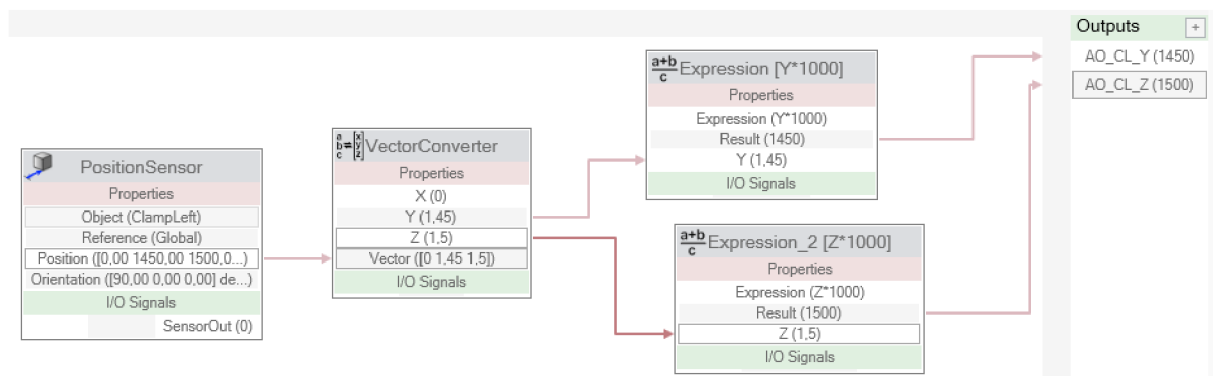 PositionSensor
Properties
Object (ClampLeft)
Reference (Global)
Position ([0,00 1450,00 1500,0...)
Orientation ([90,00 0,00 0,00] de...)
I/O Signals
SensorOut (0)
a b c ≠ [x y z] VectorConverter
Properties
X (0)
Y (1,45)
Z (1,5)
Vector ([0 1,45 1,5])
I/O Signals
a+b
c
Expression [Y*1000]
Properties
Expression (Y*1000)
Result (1450)
Y (1,45)
I/O Signals
a+b
c
Expression_2 [Z*1000]
Properties
Expression (Z*1000)
Result (1500)
Z (1,5)
I/O Signals
Outputs +
AO_CL_Y (1450)
AO_CL_Z (1500)